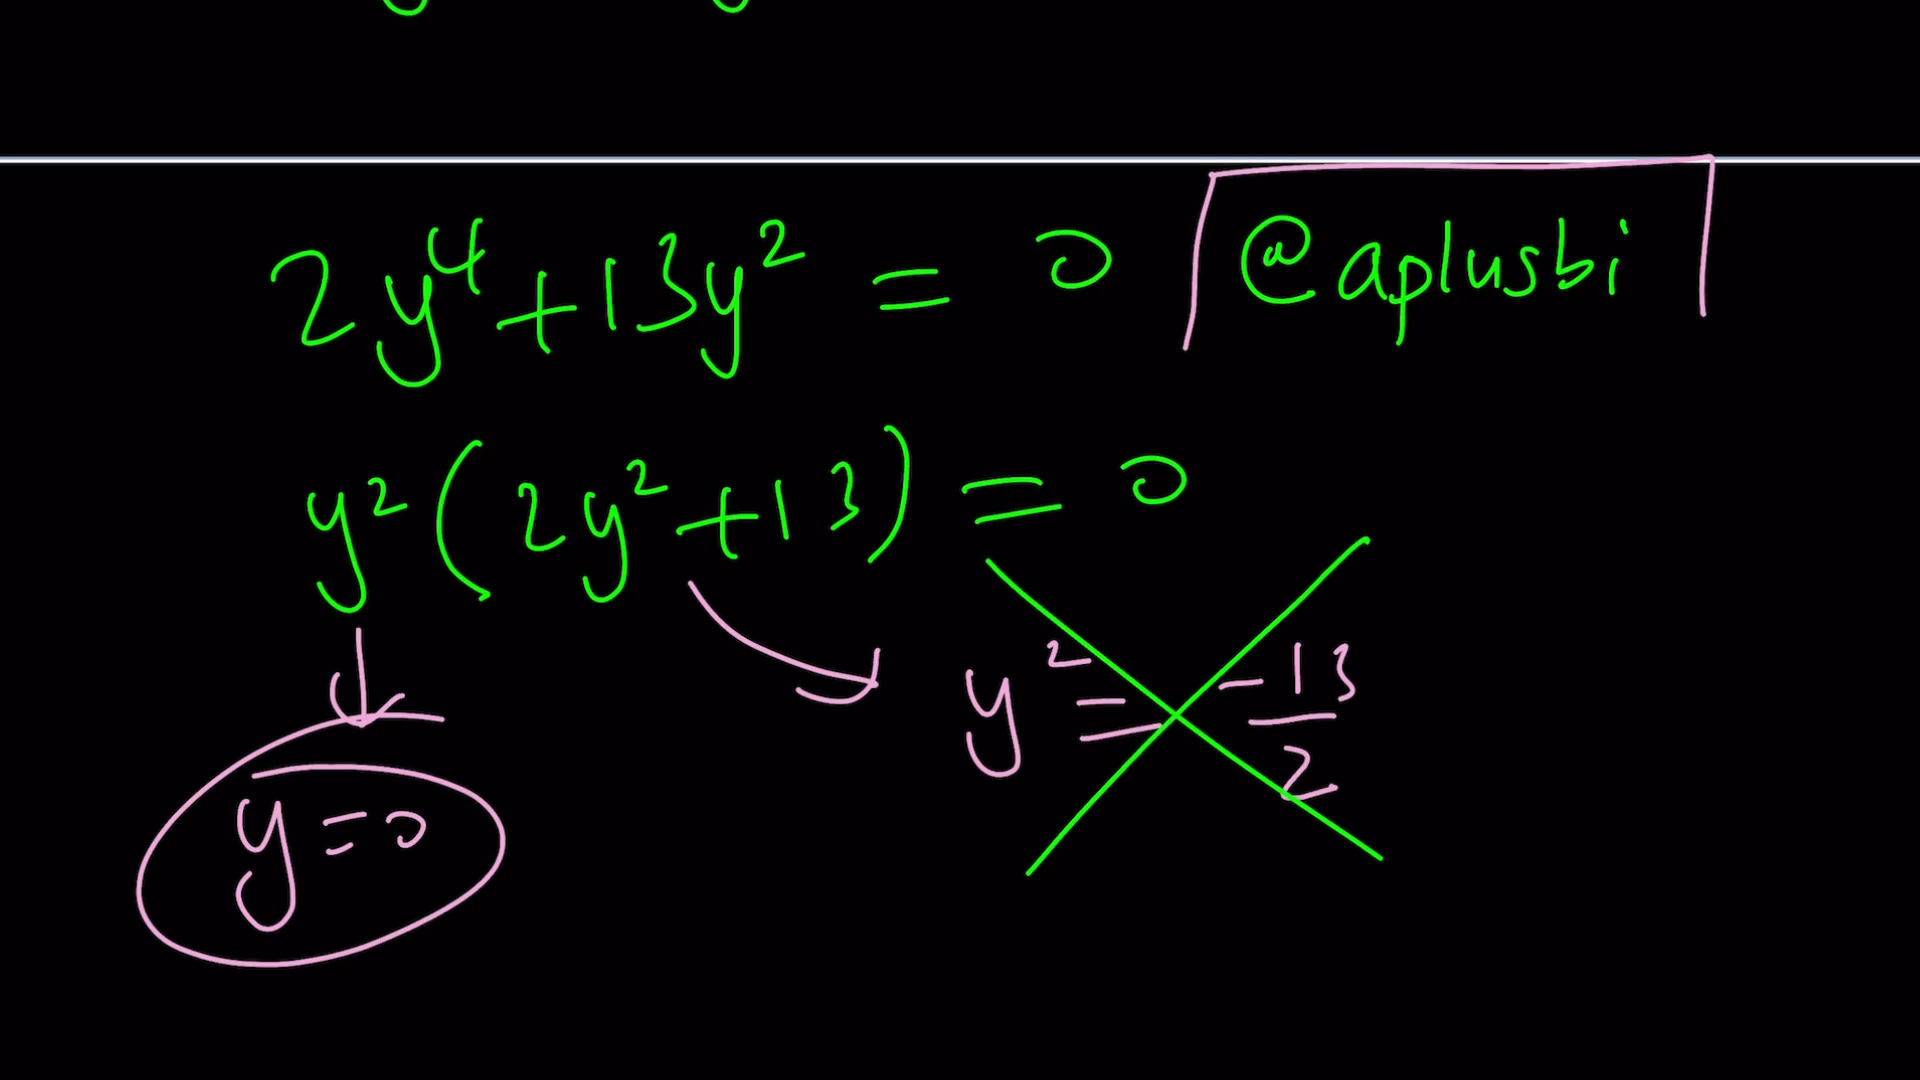 2y⁴+13y² = 0 @aplusbi
y²(2y²+13) = 0
y² = -13/2
y=0